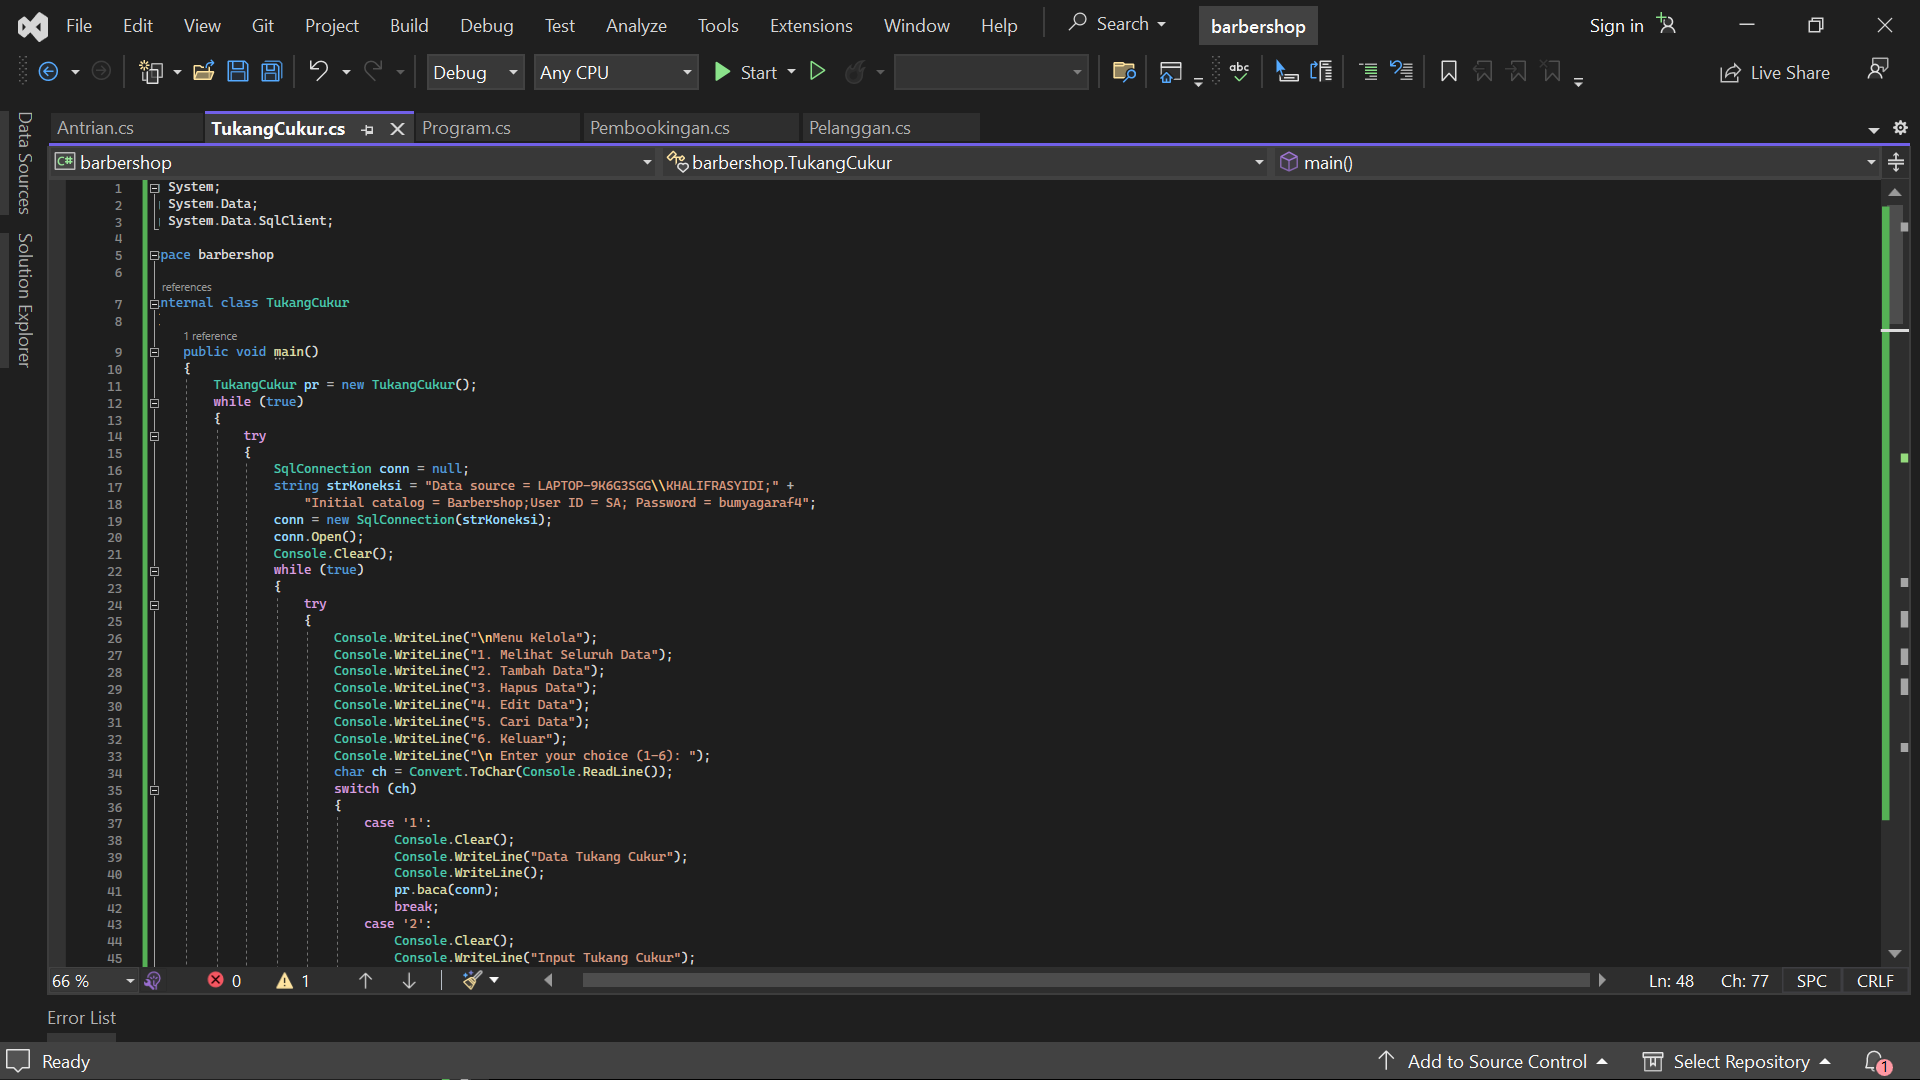 File Edit View Git Project Build Debug Test Analyze Tools Extensions Window Help Search barbershop Sign in
Debug Any CPU Start Live Share
Data Sources
Solution Explorer
Antrian.cs TukangCukur.cs Program.cs Pembookingan.cs Pelanggan.cs
C# barbershop barbershop.TukangCukur main()
1 System;
2 System.Data;
3 System.Data.SqlClient;
4
5 pace barbershop
6
references
7 nternal class TukangCukur
8
1 reference
9 public void main()
10 {
11 TukangCukur pr = new TukangCukur();
12 while (true)
13 {
14 try
15 {
16 SqlConnection conn = null;
17 string strKoneksi = "Data source = LAPTOP-9K6G3SGG\\KHALIFRASYIDI;" +
18 "Initial catalog = Barbershop;User ID = SA; Password = bumyagaraf4";
19 conn = new SqlConnection(strKoneksi);
20 conn.Open();
21 Console.Clear();
22 while (true)
23 {
24 try
25 {
26 Console.WriteLine("\nMenu Kelola");
27 Console.WriteLine("1. Melihat Seluruh Data");
28 Console.WriteLine("2. Tambah Data");
29 Console.WriteLine("3. Hapus Data");
30 Console.WriteLine("4. Edit Data");
31 Console.WriteLine("5. Cari Data");
32 Console.WriteLine("6. Keluar");
33 Console.WriteLine("\n Enter your choice (1-6): ");
34 char ch = Convert.ToChar(Console.ReadLine());
35 switch (ch)
36 {
37 case '1':
38 Console.Clear();
39 Console.WriteLine("Data Tukang Cukur");
40 Console.WriteLine();
41 pr.baca(conn);
42 break;
43 case '2':
44 Console.Clear();
45 Console.WriteLine("Input Tukang Cukur");
66 % 0 1 Ln: 48 Ch: 77 SPC CRLF
Error List
Ready Add to Source Control Select Repository 1